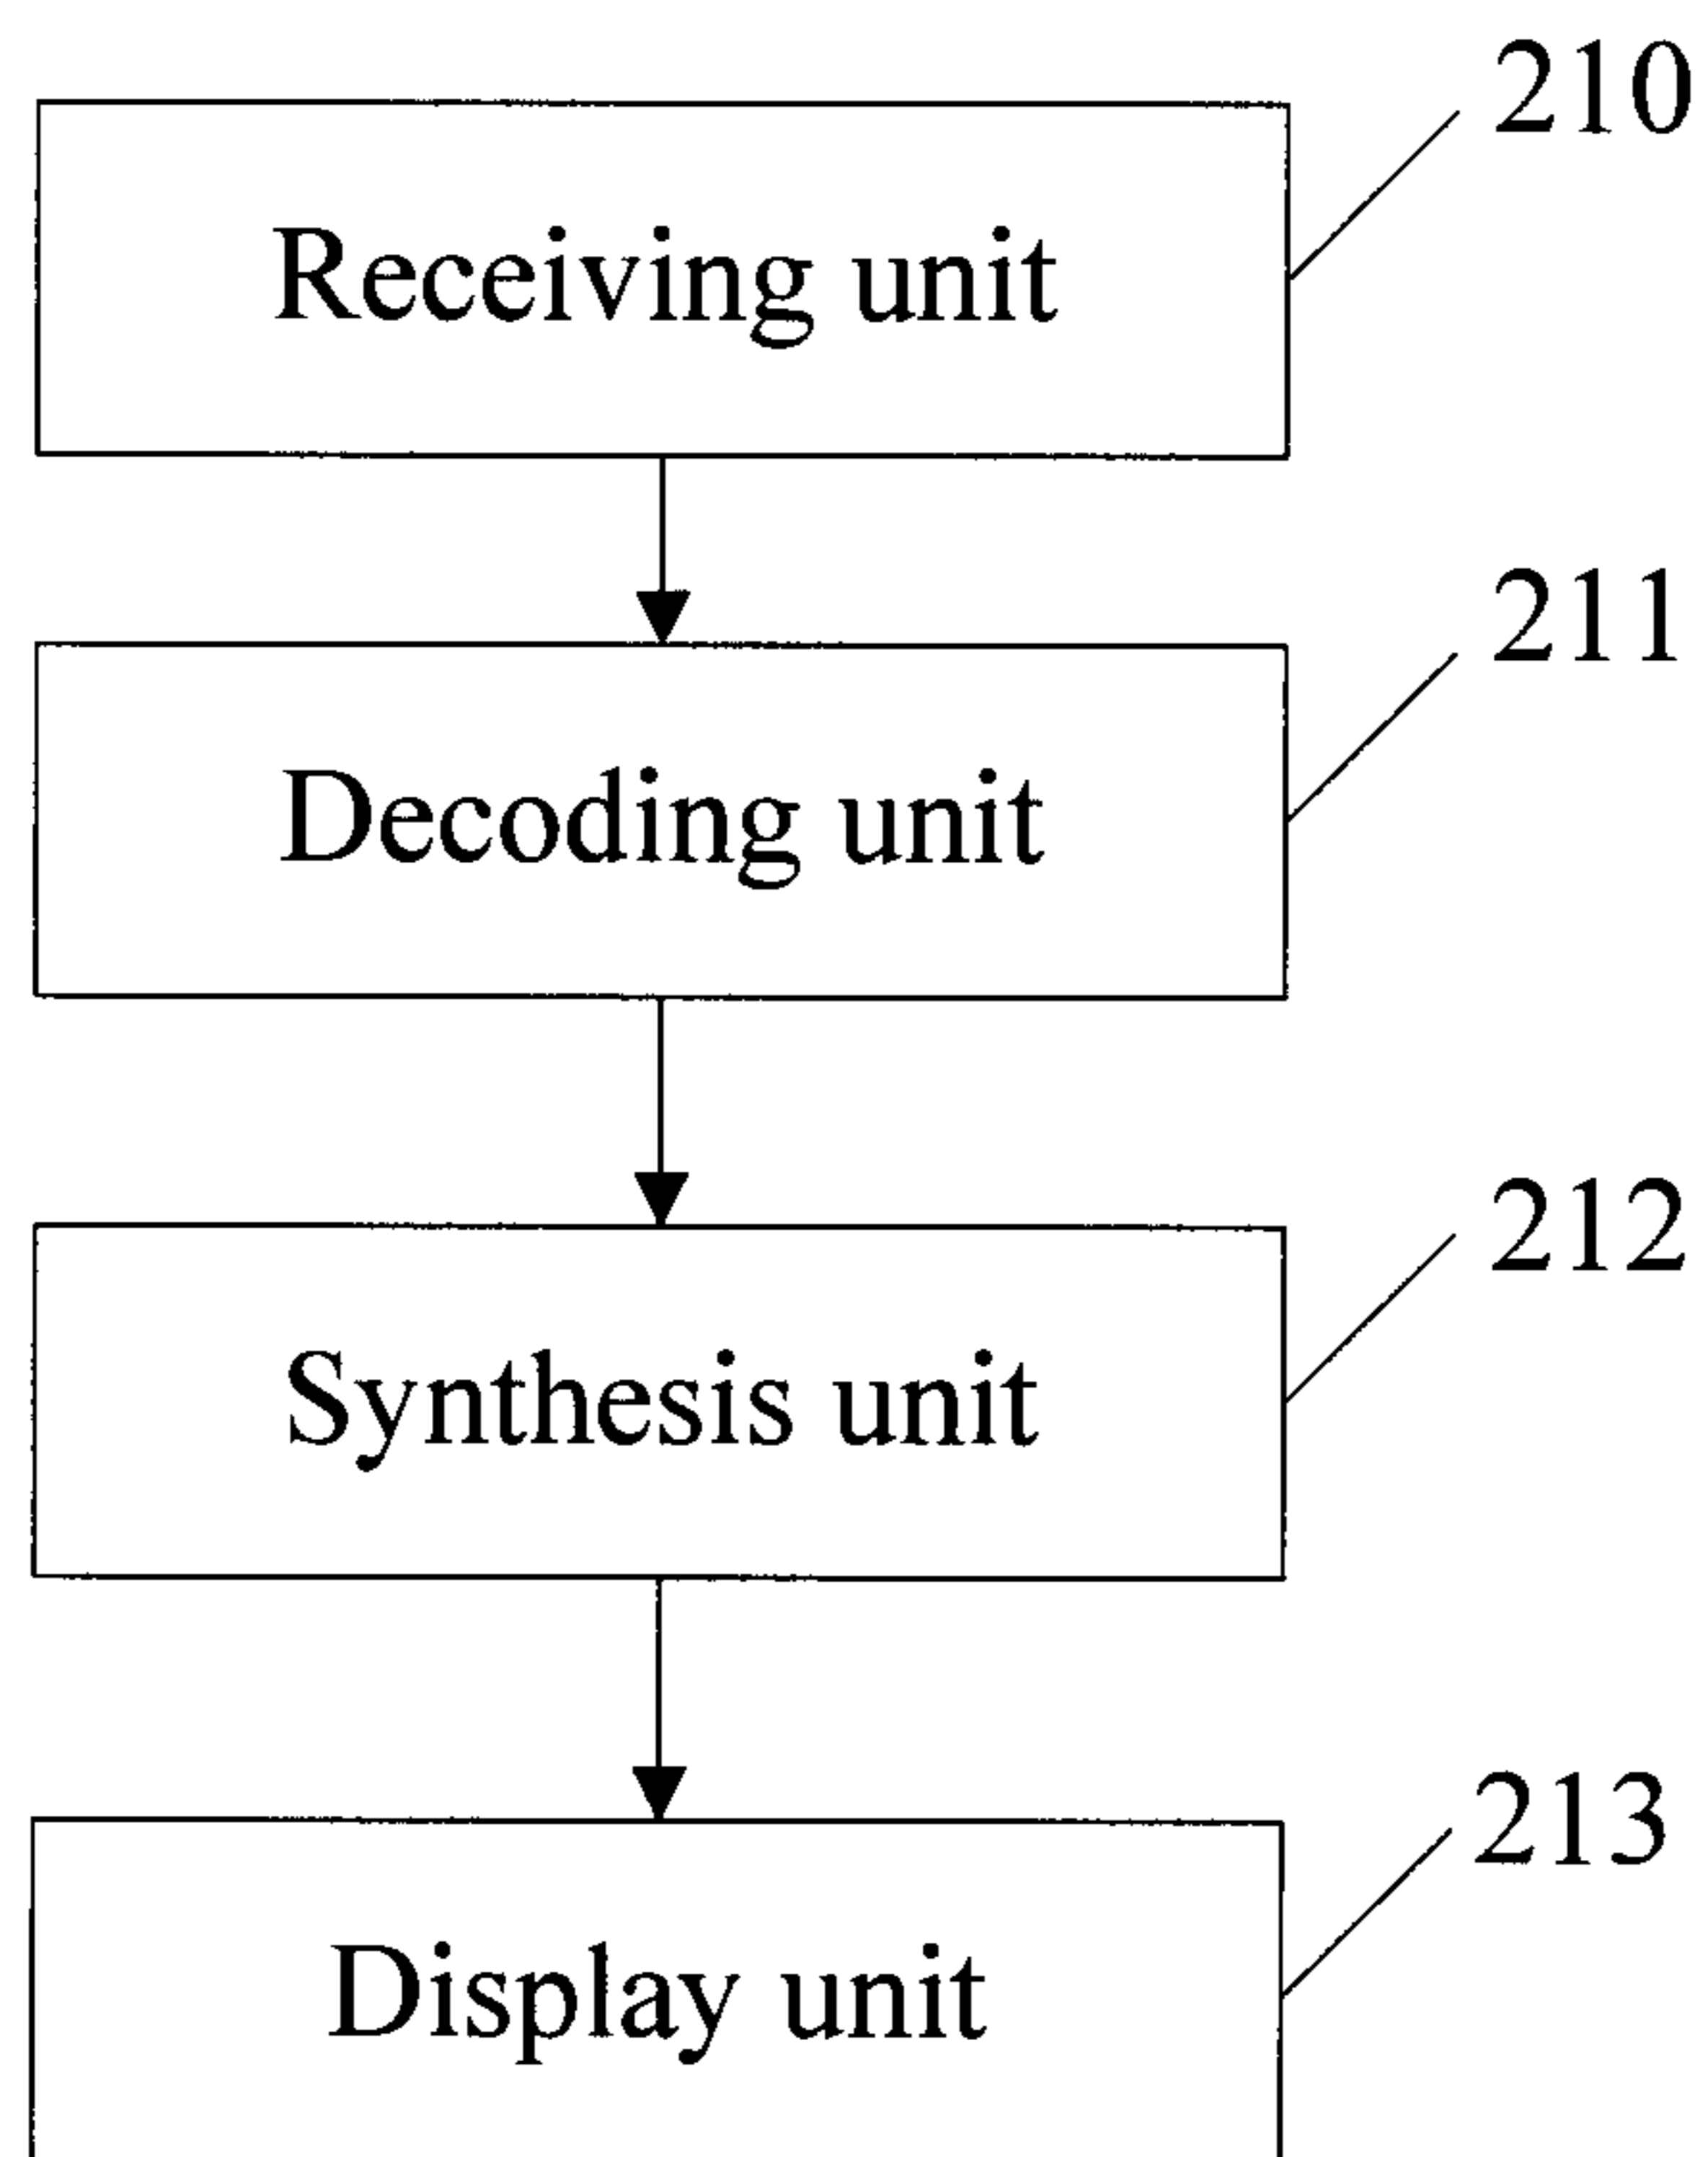 210
Receiving unit
211
Decoding unit
212
Synthesis unit
213
Display unit